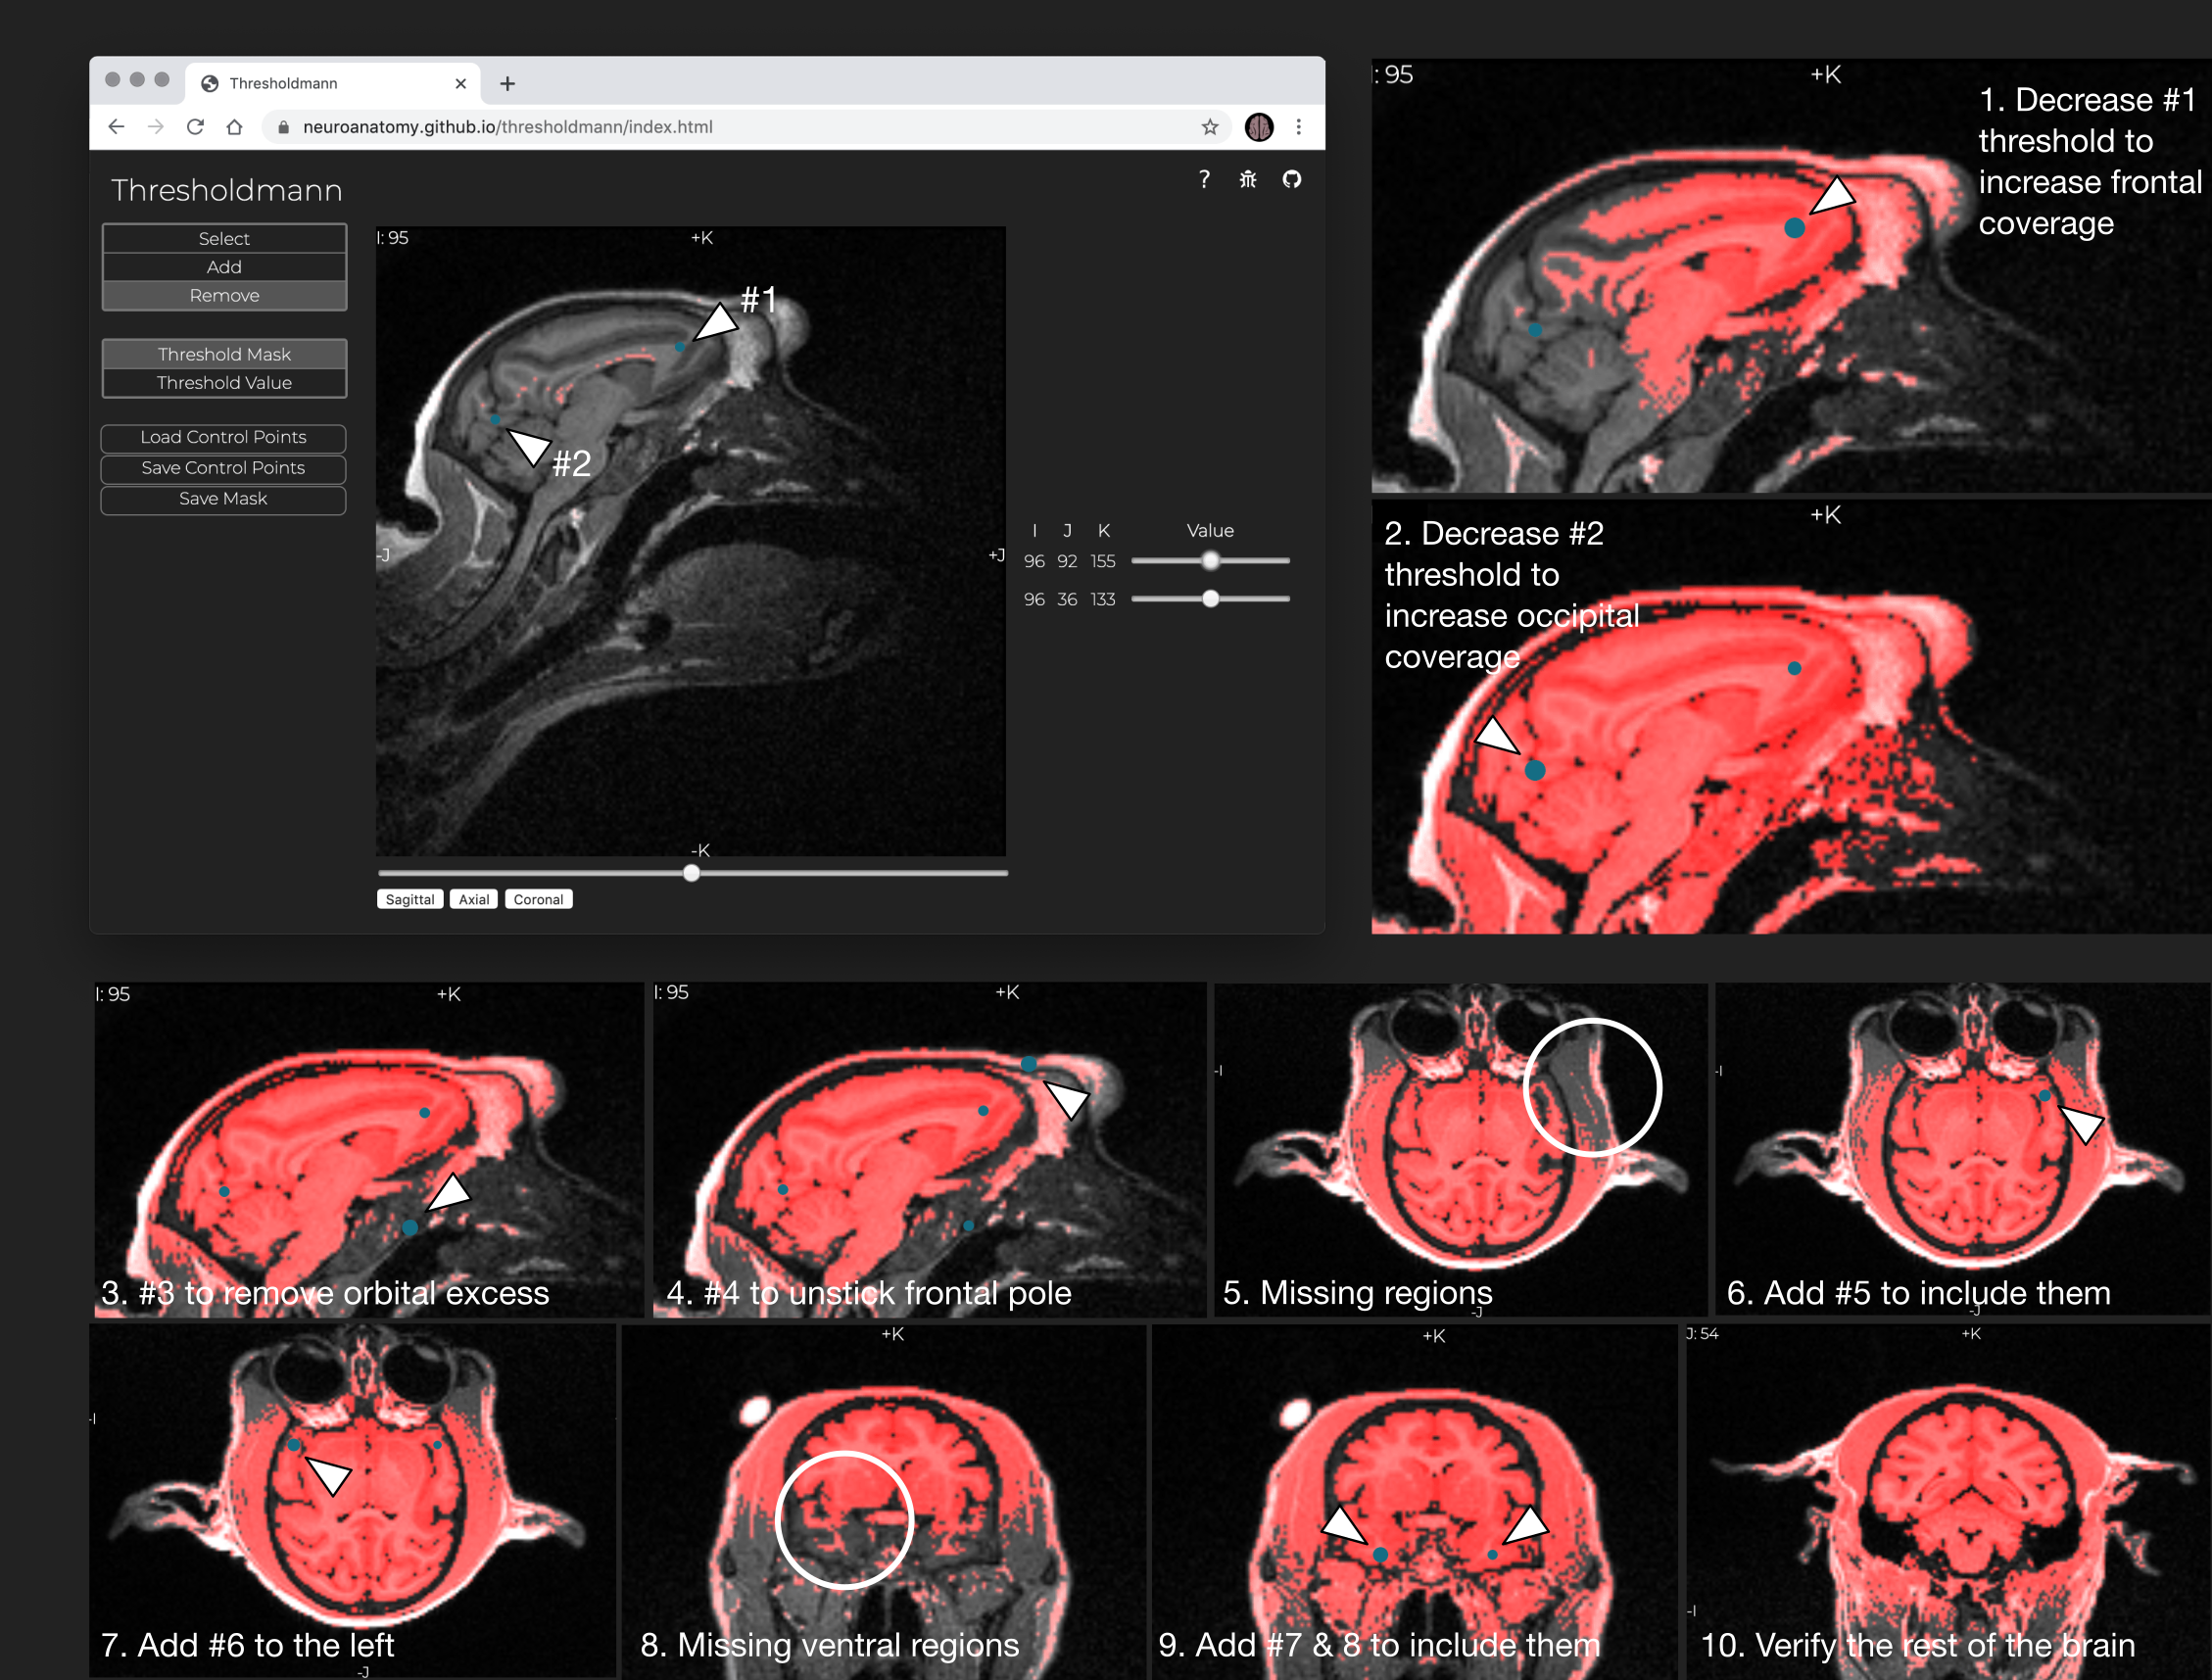 Thresholdmann
neuroanatomy.github.io/thresholdmann/index.html
Thresholdmann
?
Select
Add
Remove
Threshold Mask
Threshold Value
Load Control Points
Save Control Points
Save Mask
I: 95
+K
#1
#2
-J
+J
-K
Sagittal Axial Coronal
I J K Value
96 92 155
96 36 133
I: 95
+K
1. Decrease #1
threshold to
increase frontal
coverage
+K
2. Decrease #2
threshold to
increase occipital
coverage
I: 95
+K
3. #3 to remove orbital excess
I: 95
+K
4. #4 to unstick frontal pole
-I
5. Missing regions
-J
-I
6. Add #5 to include them
-J
-I
7. Add #6 to the left
-J
+K
8. Missing ventral regions
+K
9. Add #7 & 8 to include them
J: 54
+K
-I
10. Verify the rest of the brain